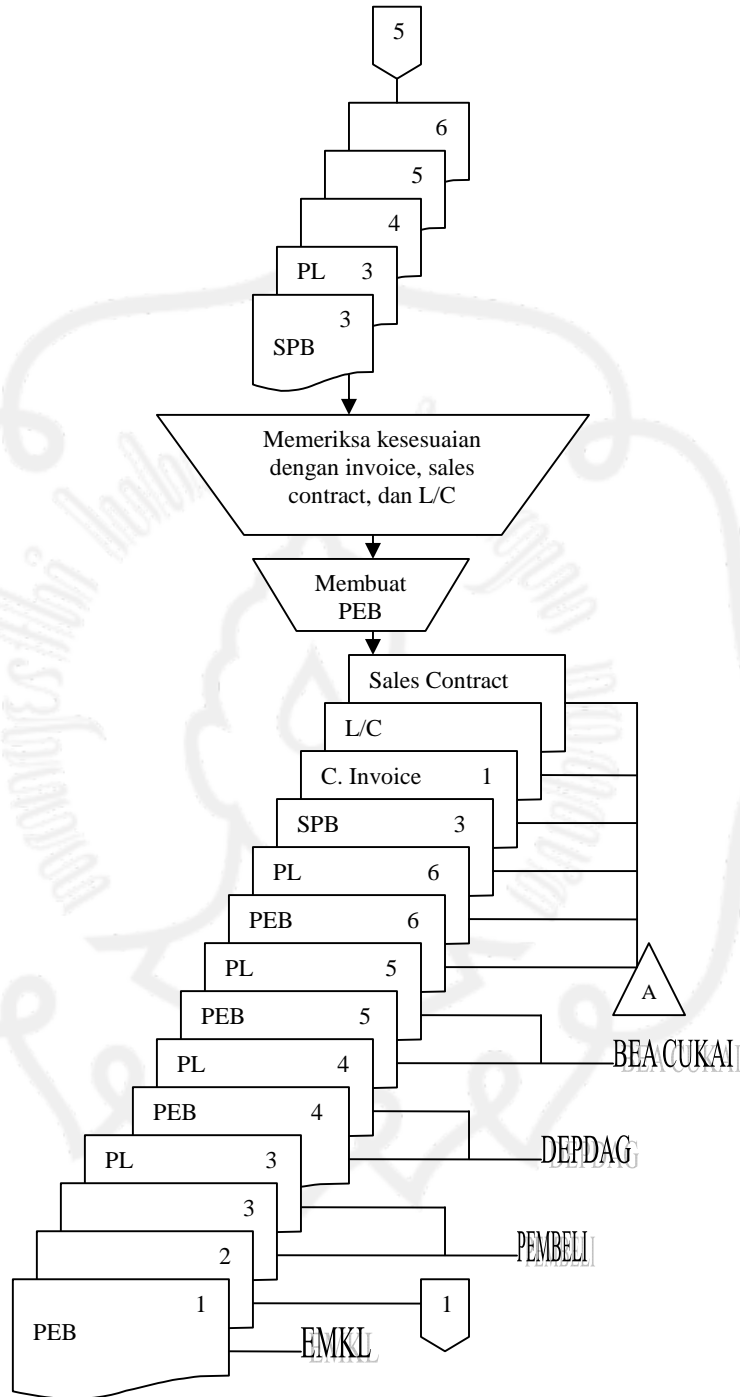 5
6
5
4
PL 3
3
SPB
Memeriksa kesesuaian
dengan invoice, sales
contract, dan L/C
Membuat
PEB
Sales Contract
L/C
C. Invoice 1
SPB 3
PL 6
PEB 6
PL 5
A
PEB 5
BEA CUKAI
PL 4
PEB 4
DEPDAG
PL 3
3
PEMBELI
2
1
1
PEB
EMKL